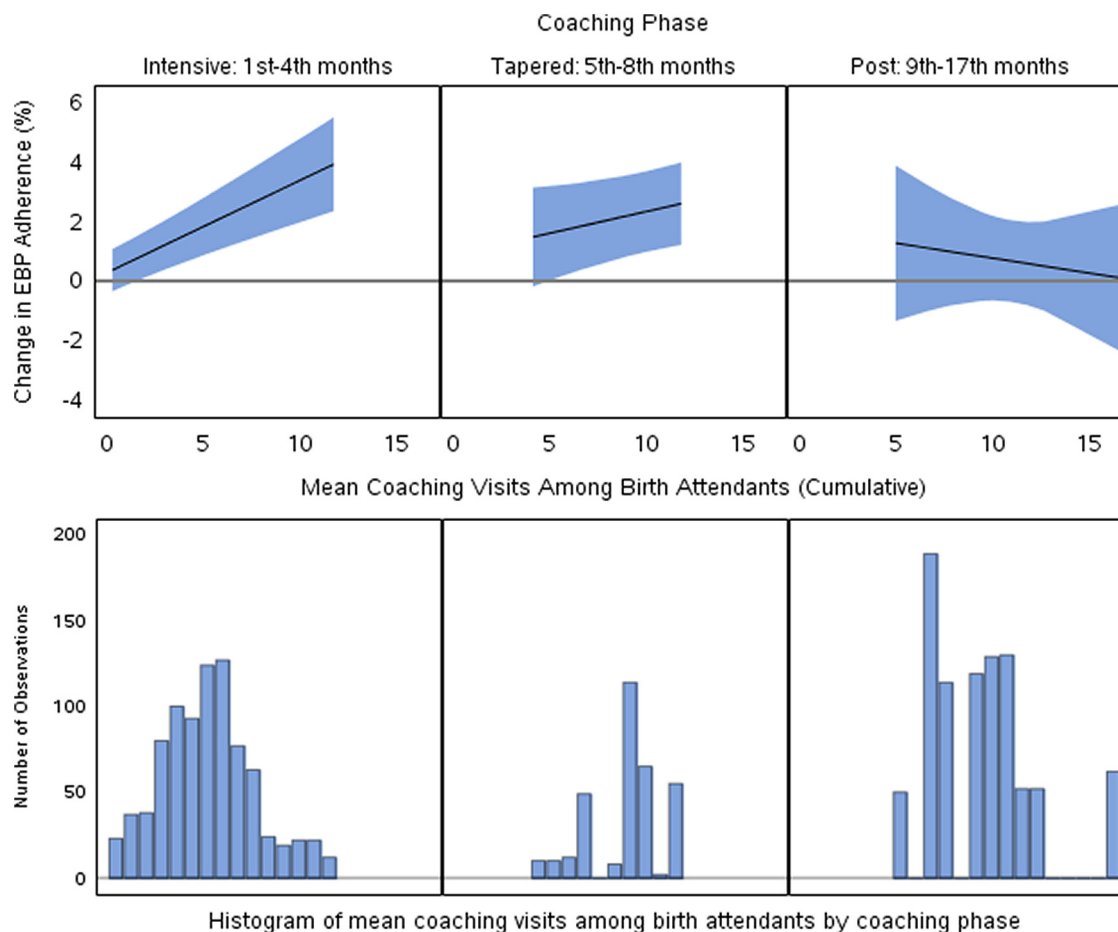 Coaching Phase
Intensive: 1st-4th months Tapered: 5th-8th months Post: 9th-17th months
Change in EBP Adherence (%)
6
4
2
0
-2
-4
0 5 10 15 0 5 10 15 0 5 10 15
Mean Coaching Visits Among Birth Attendants (Cumulative)
Number of Observations
200
150
100
50
0
Histogram of mean coaching visits among birth attendants by coaching phase